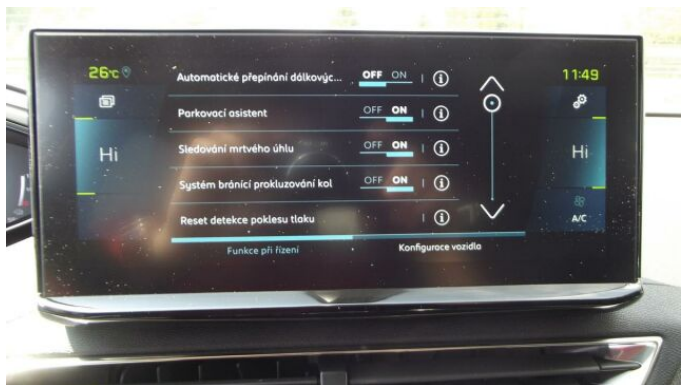 26°C 11:49
Automatické přepínání dálkovýc... OFF ON
Parkovací asistent OFF ON
Hi Sledování mrtvého úhlu OFF ON Hi
Systém bránící prokluzování kol OFF ON
Reset detekce poklesu tlaku A/C
Funkce při řízení Konfigurace vozidla